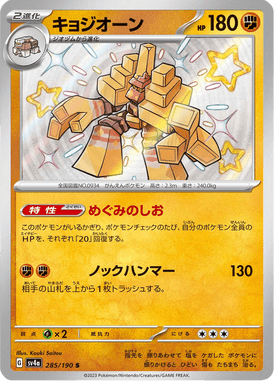 2進化
キョジオーン
HP 180
ジオヅムから進化
全国図鑑NO.0934 がんえんポケモン 高さ:2.3m 重さ:240.0kg
特性 めぐみのしお
このポケモンがいるかぎり、ポケモンチェックのたび、自分のポケモン全員の
HPを、それぞれ「20」回復する。
ノックハンマー 130
相手の山札を上から1枚トラッシュする。
弱点 ×2 抵抗力 にげる
illus. Kouki Saitou
G sv4a 285/190 S
©2023 Pokémon/Nintendo/Creatures/GAME FREAK.